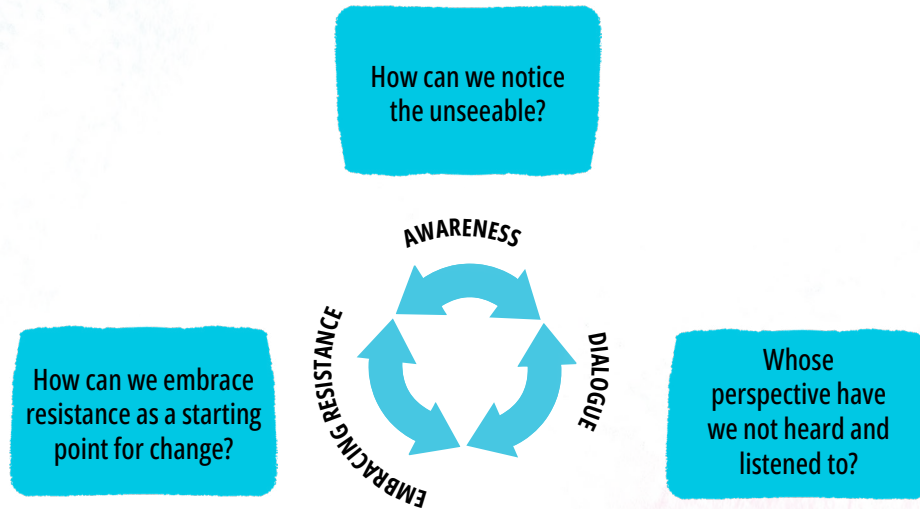 How can we notice
the unseeable?
AWARENESS
DIALOGUE
EMBRACING RESISTANCE
How can we embrace
resistance as a starting
point for change?
Whose
perspective have
we not heard and
listened to?